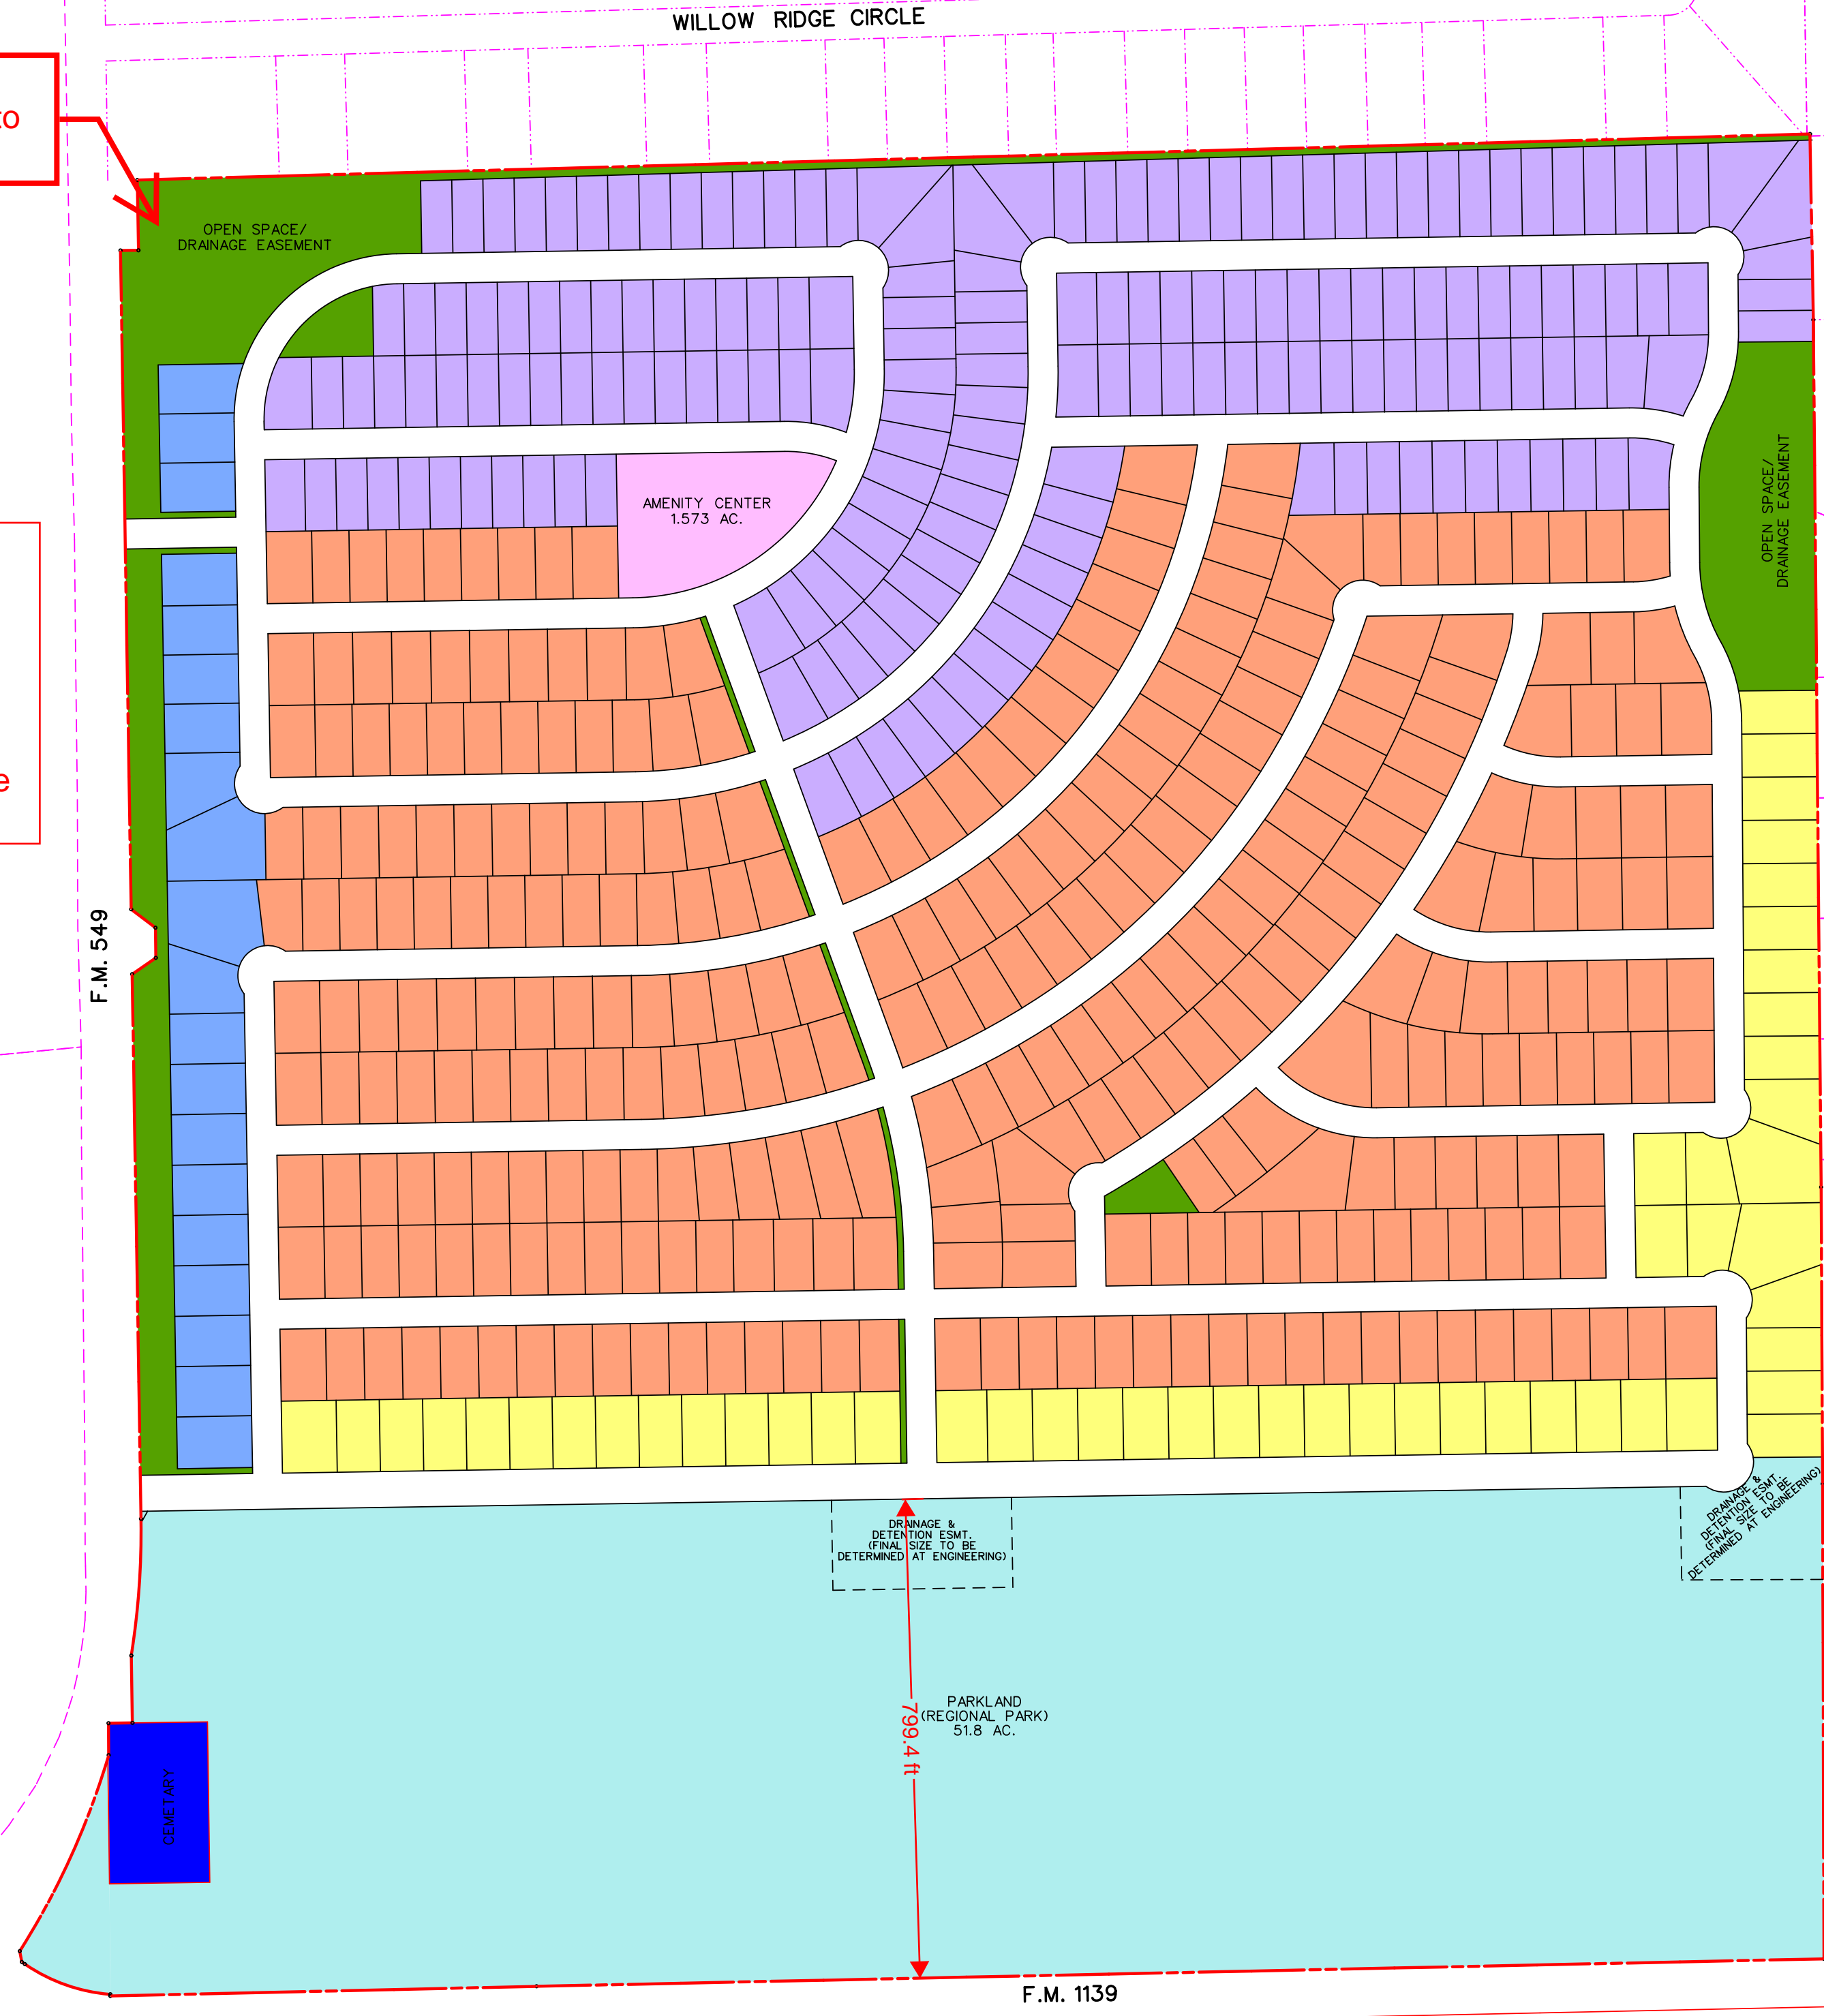 WILLOW RIDGE CIRCLE
to
OPEN SPACE/
DRAINAGE EASEMENT
AMENITY CENTER
1.573 AC.
OPEN SPACE/
DRAINAGE EASEMENT
e
F.M. 549
DRAINAGE &
DETENTION ESMT.
(FINAL SIZE TO BE
DETERMINED AT ENGINEERING)
DRAINAGE &
DETENTION ESMT.
(FINAL SIZE TO BE
DETERMINED AT ENGINEERING)
PARKLAND
(REGIONAL PARK)
51.8 AC.
799.4 ft
CEMETARY
F.M. 1139